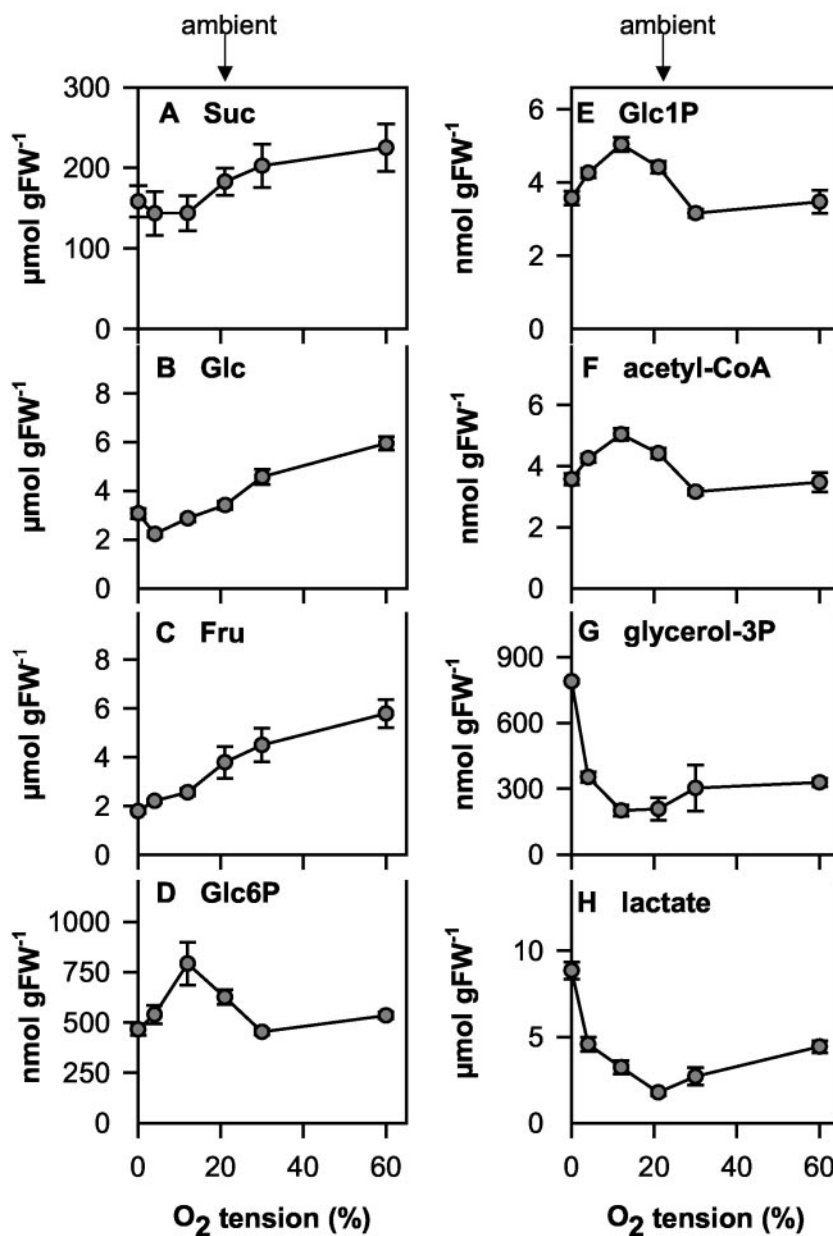 ambient
ambient
A Suc
300
200
100
0
µmol gFW⁻¹
B Glc
8
6
4
2
0
µmol gFW⁻¹
C Fru
8
6
4
2
0
µmol gFW⁻¹
D Glc6P
1000
750
500
250
0
nmol gFW⁻¹
0 20 40 60
O₂ tension (%)
E Glc1P
6
4
2
0
nmol gFW⁻¹
F acetyl-CoA
6
4
2
0
nmol gFW⁻¹
G glycerol-3P
900
600
300
0
nmol gFW⁻¹
H lactate
10
5
0
µmol gFW⁻¹
0 20 40 60
O₂ tension (%)